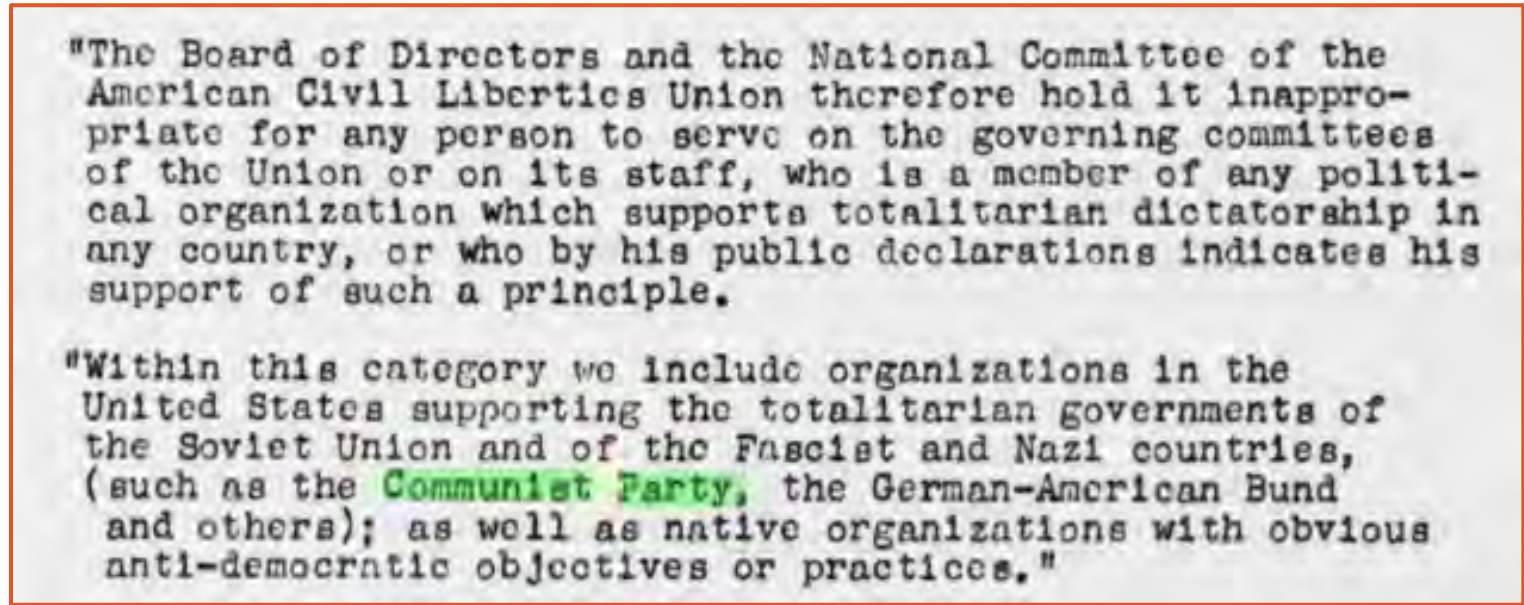 "The Board of Directors and the National Committee of the
American Civil Liberties Union therefore hold it inappro-
priate for any person to serve on the governing committees
of the Union or on its staff, who is a member of any politi-
cal organization which supports totalitarian dictatorship in
any country, or who by his public declarations indicates his
support of such a principle.
"Within this category we include organizations in the
United States supporting the totalitarian governments of
the Soviet Union and of the Fascist and Nazi countries,
(such as the Communist Party, the German-American Bund
and others); as well as native organizations with obvious
anti-democratic objectives or practices."